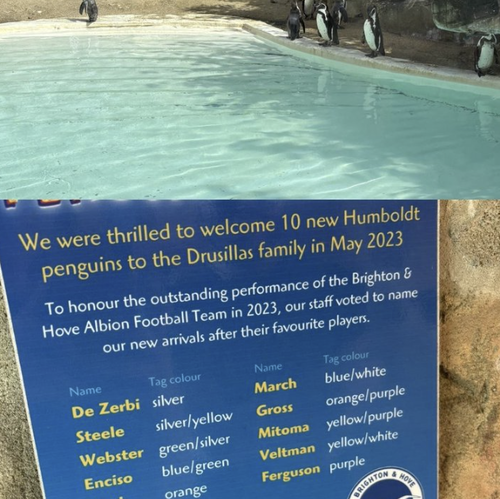 We were thrilled to welcome 10 new Humboldt
penguins to the Drusillas family in May 2023
To honour the outstanding performance of the Brighton &
Hove Albion Football Team in 2023, our staff voted to name
our new arrivals after their favourite players.
Name Tag colour
De Zerbi silver
Steele silver/yellow
Webster green/silver
Enciso blue/green
orange
Name Tag colour
March blue/white
Gross orange/purple
Mitoma yellow/purple
Veltman yellow/white
Ferguson purple
BRIGHTON & HOVE